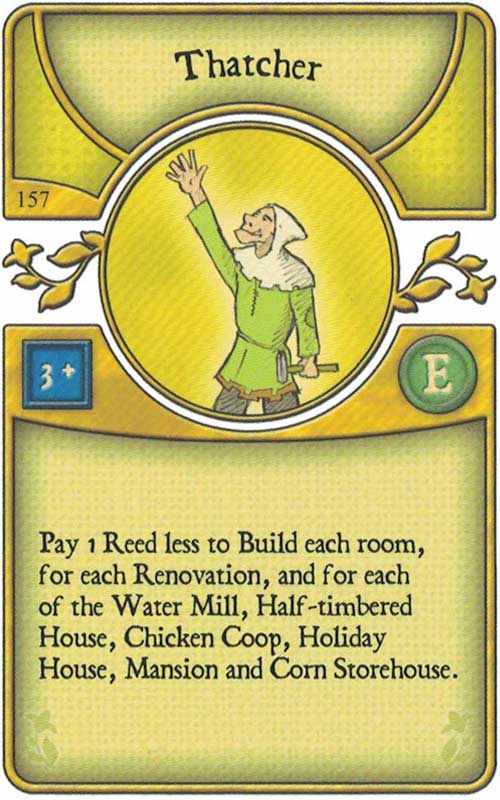 Thatcher
157
3+
E
Pay 1 Reed less to Build each room,
for each Renovation, and for each
of the Water Mill, Half-timbered
House, Chicken Coop, Holiday
House, Mansion and Corn Storehouse.